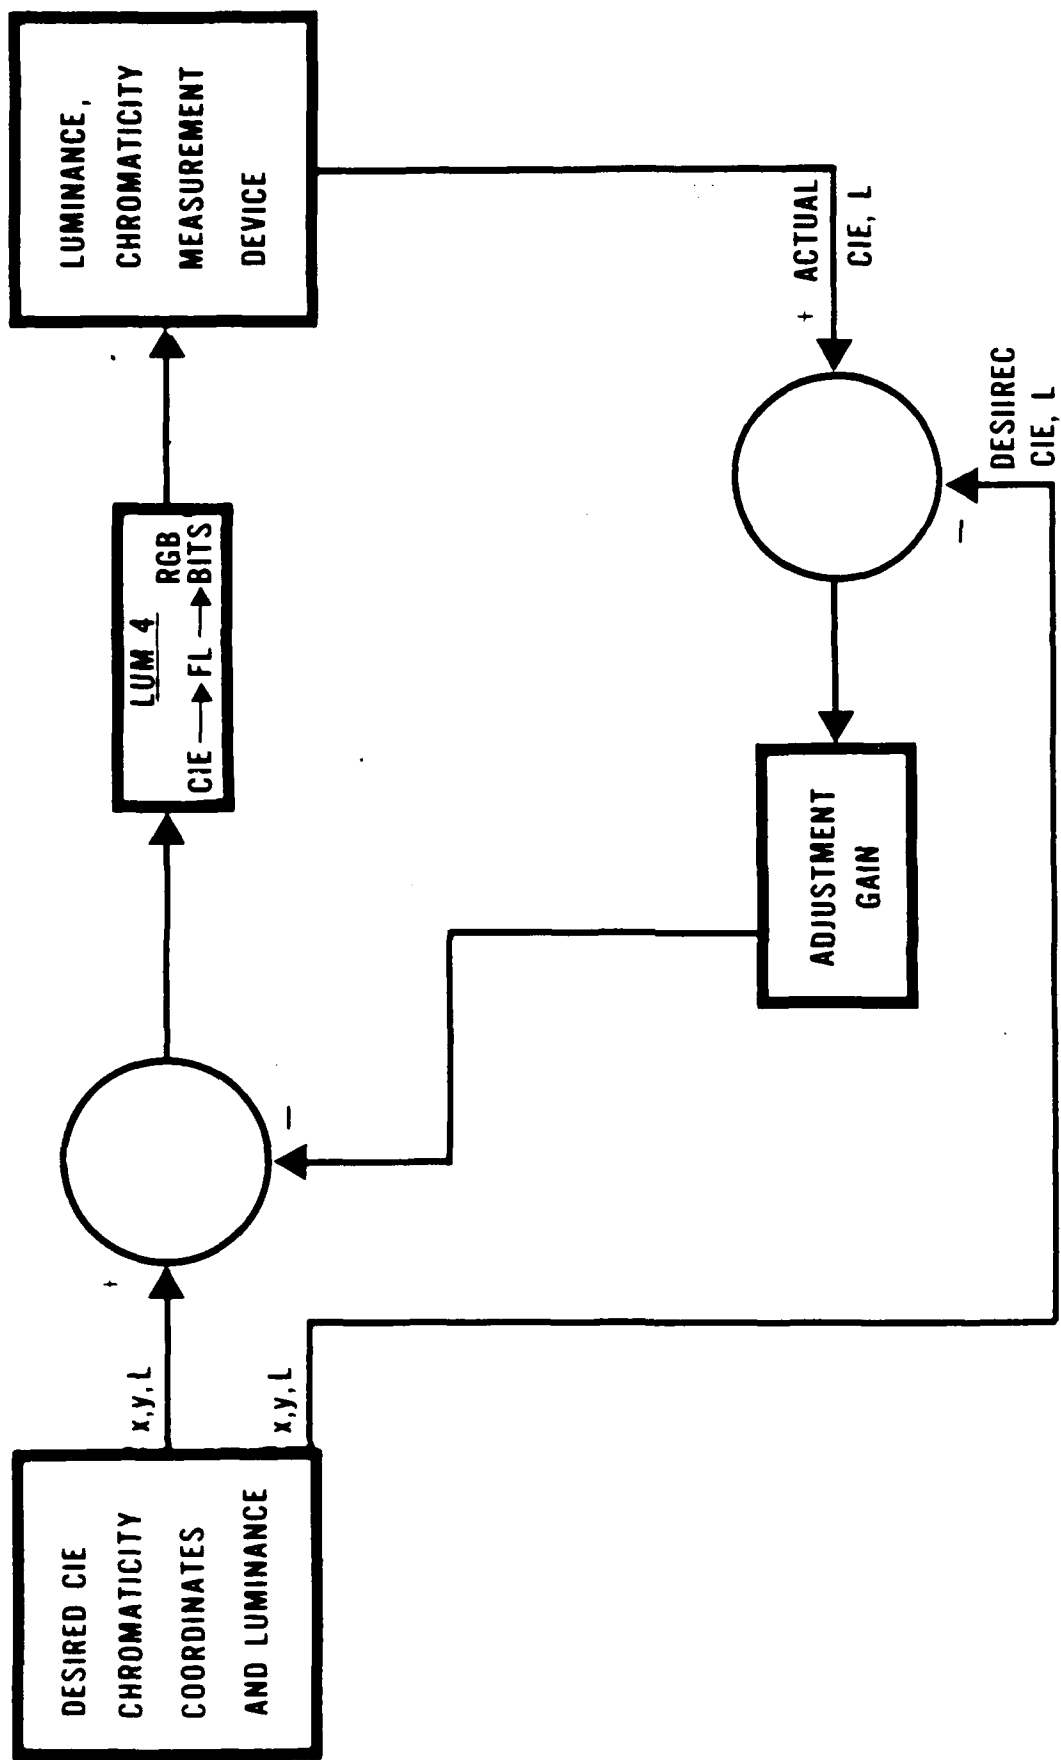 DESIRED CIE
CHROMATICITY
COORDINATES
AND LUMINANCE
x,y,L
x,y,L
+
−
LUM 4
RGB
CIE → FL → BITS
LUMINANCE,
CHROMATICITY
MEASUREMENT
DEVICE
+ ACTUAL
CIE, L
DESIIREC
CIE, L
−
ADJUSTMENT
GAIN